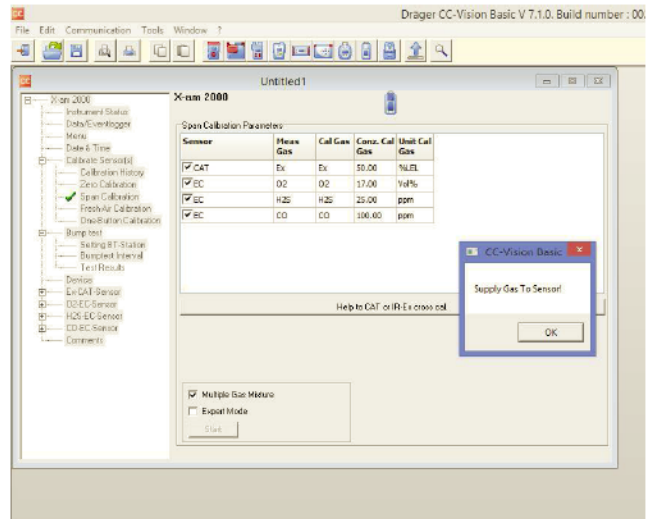 Drager CC-Vision Basic V 7.1.0. Build number : 00
File Edit Communication Tools Window ?
Untitled1
X-am 2000
Instrument Status
Data/Eventlogger
Menu
Date & Time
Calibrate Sensor(s)
Calibration History
Zero Calibration
Span Calibration
Fresh-Air Calibration
One-Button Calibration
Bump test
Setting BT-Station
Bumptest Interval
Test Results
Device
Ex-CAT-Sensor
O2-EC-Sensor
H2S-EC-Sensor
CO-EC-Sensor
Comments
X-am 2000
Span Calibration Parameters
Sensor Meas Gas Cal Gas Conz. Cal Gas Unit Cal Gas
CAT Ex Ex 50.00 %LEL
EC O2 O2 17.00 Vol%
EC H2S H2S 25.00 ppm
EC CO CO 100.00 ppm
Help to CAT or IR-Ex cross cal.
Multiple Gas Mixture
Expert Mode
Start
CC-Vision Basic
Supply Gas To Sensor!
OK